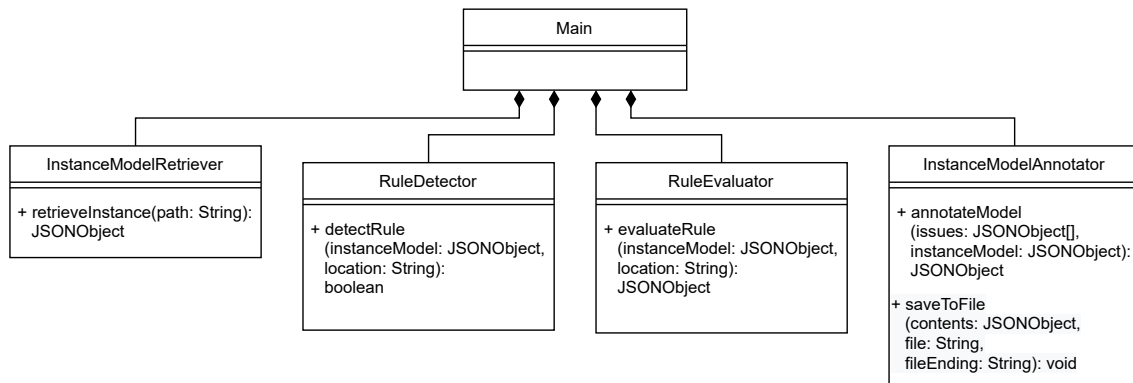 Main
InstanceModelRetriever
+ retrieveInstance(path: String):
JSONObject
RuleDetector
+ detectRule
(instanceModel: JSONObject,
location: String):
boolean
RuleEvaluator
+ evaluateRule
(instanceModel: JSONObject,
location: String):
JSONObject
InstanceModelAnnotator
+ annotateModel
(issues: JSONObject[],
instanceModel: JSONObject):
JSONObject
+ saveToFile
(contents: JSONObject,
file: String,
fileEnding: String): void